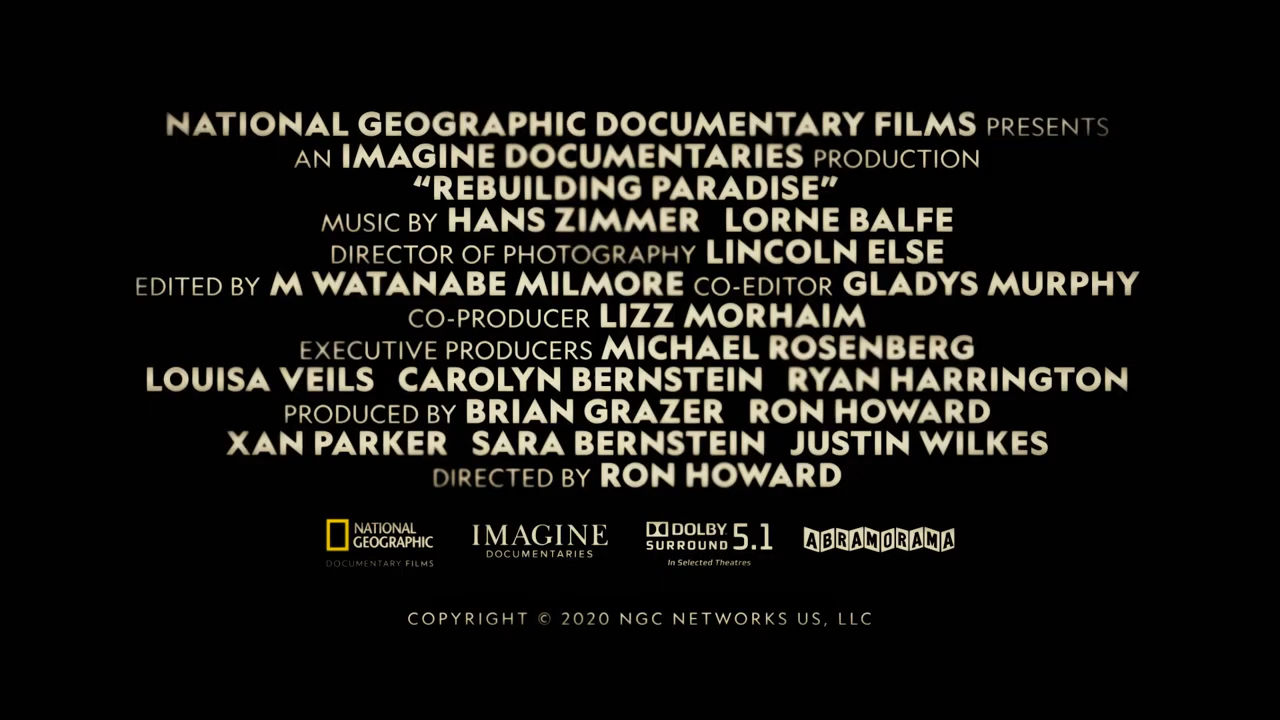 NATIONAL GEOGRAPHIC DOCUMENTARY FILMS PRESENTS
AN IMAGINE DOCUMENTARIES PRODUCTION
“REBUILDING PARADISE”
MUSIC BY HANS ZIMMER LORNE BALFE
DIRECTOR OF PHOTOGRAPHY LINCOLN ELSE
EDITED BY M WATANABE MILMORE CO-EDITOR GLADYS MURPHY
CO-PRODUCER LIZZ MORHAIM
EXECUTIVE PRODUCERS MICHAEL ROSENBERG
LOUISA VEILS CAROLYN BERNSTEIN RYAN HARRINGTON
PRODUCED BY BRIAN GRAZER RON HOWARD
XAN PARKER SARA BERNSTEIN JUSTIN WILKES
DIRECTED BY RON HOWARD
NATIONAL
GEOGRAPHIC
DOCUMENTARY FILMS
IMAGINE
DOCUMENTARIES
DOLBY
SURROUND 5.1
In Selected Theatres
ABRAMORAMA
COPYRIGHT © 2020 NGC NETWORKS US, LLC